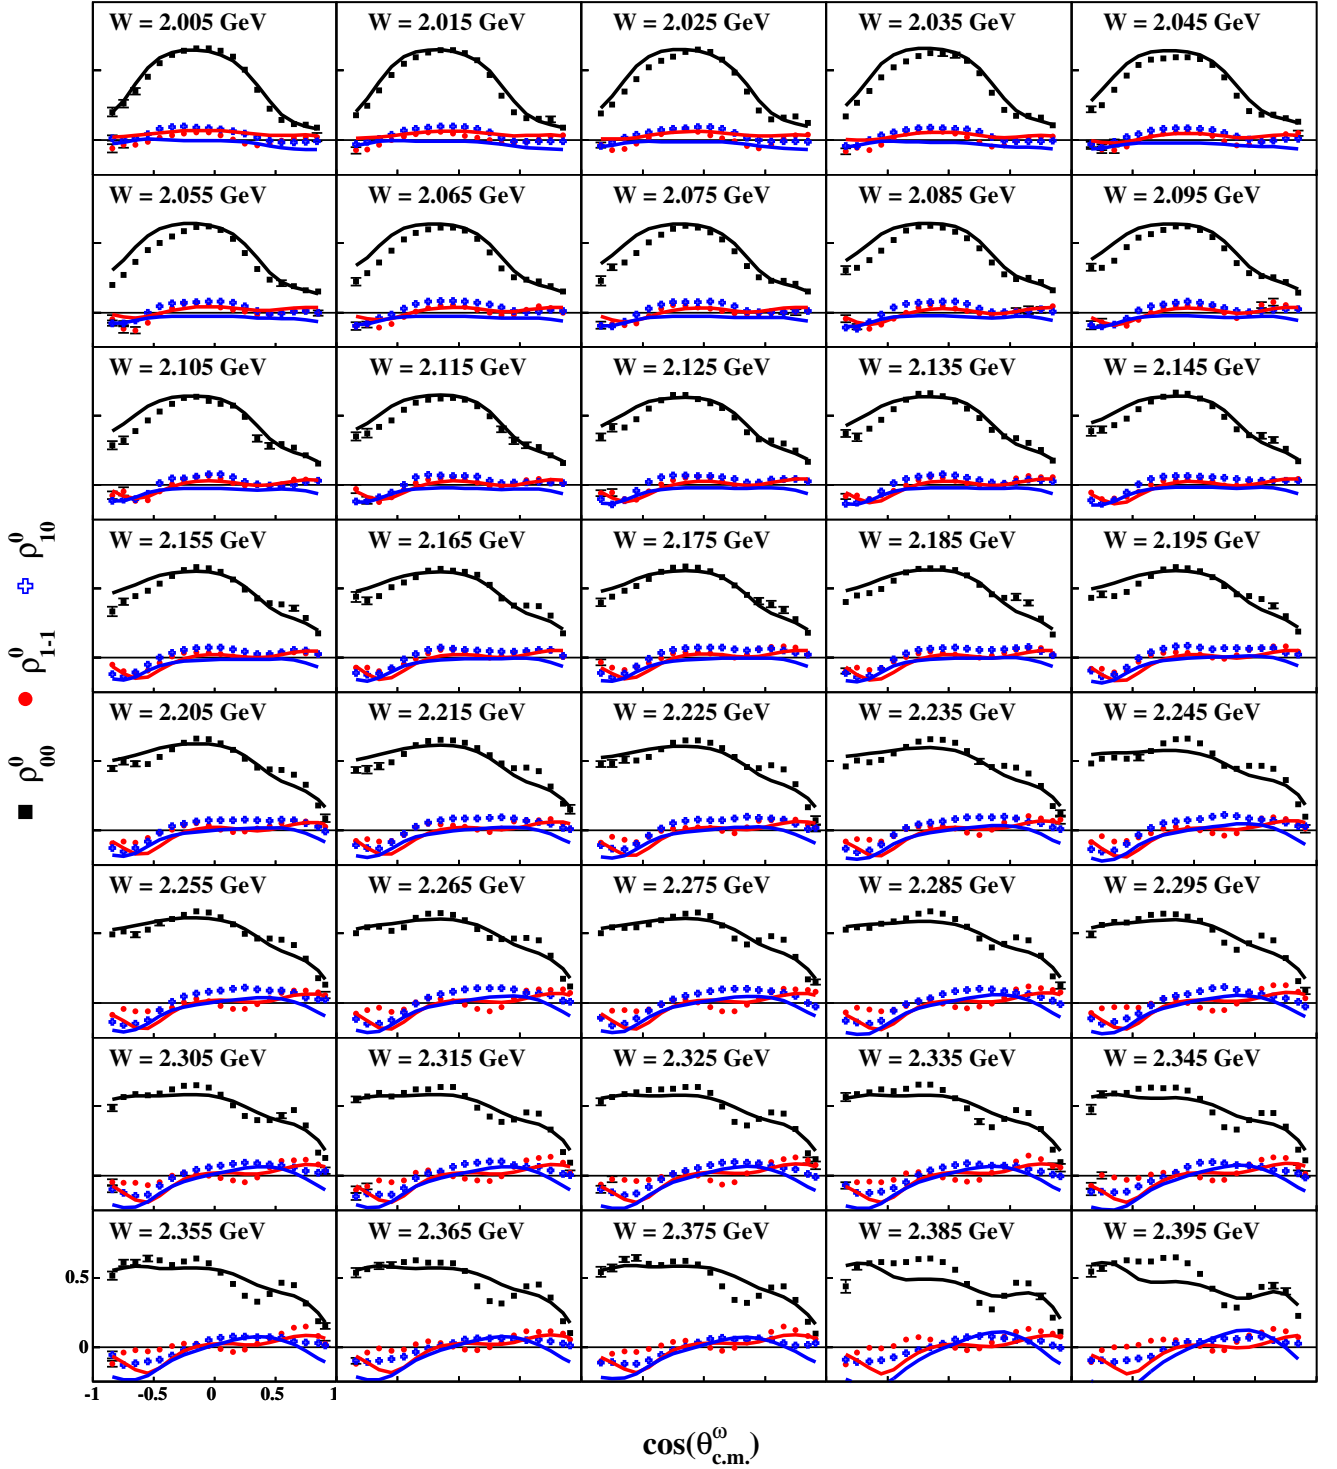 W = 2.005 GeV W = 2.015 GeV W = 2.025 GeV W = 2.035 GeV W = 2.045 GeV
W = 2.055 GeV W = 2.065 GeV W = 2.075 GeV W = 2.085 GeV W = 2.095 GeV
W = 2.105 GeV W = 2.115 GeV W = 2.125 GeV W = 2.135 GeV W = 2.145 GeV
W = 2.155 GeV W = 2.165 GeV W = 2.175 GeV W = 2.185 GeV W = 2.195 GeV
W = 2.205 GeV W = 2.215 GeV W = 2.225 GeV W = 2.235 GeV W = 2.245 GeV
W = 2.255 GeV W = 2.265 GeV W = 2.275 GeV W = 2.285 GeV W = 2.295 GeV
W = 2.305 GeV W = 2.315 GeV W = 2.325 GeV W = 2.335 GeV W = 2.345 GeV
W = 2.355 GeV W = 2.365 GeV W = 2.375 GeV W = 2.385 GeV W = 2.395 GeV
0.5
0
-1 -0.5 0 0.5 1
cos(θ^ω_c.m.)
ρ^0_00 ρ^0_1-1 ρ^0_10